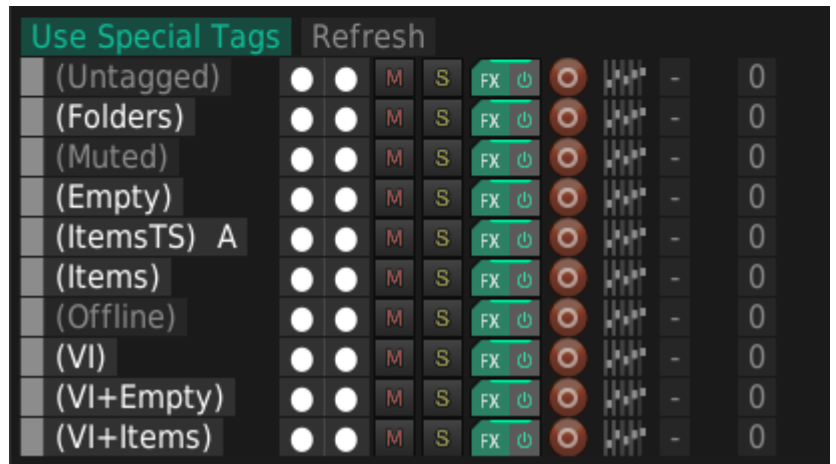 Use Special Tags Refresh
(Untagged) M S FX - 0
(Folders) M S FX - 0
(Muted) M S FX - 0
(Empty) M S FX - 0
(ItemsTS) A M S FX - 0
(Items) M S FX - 0
(Offline) M S FX - 0
(VI) M S FX - 0
(VI+Empty) M S FX - 0
(VI+Items) M S FX - 0